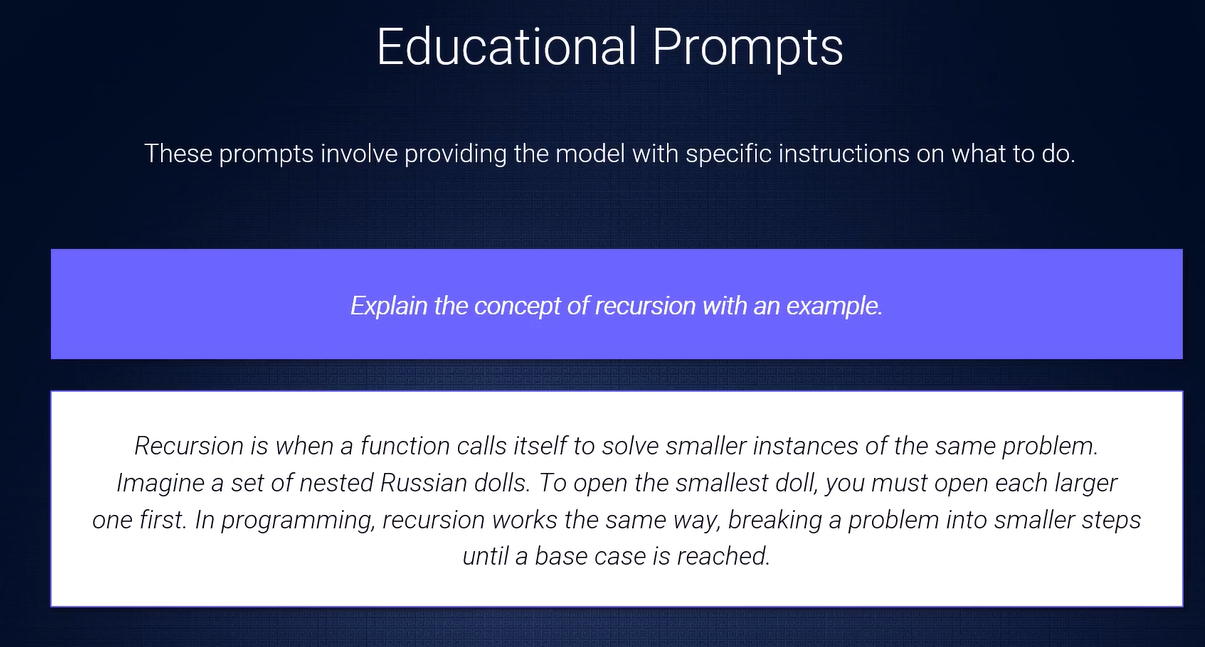 Educational Prompts
These prompts involve providing the model with specific instructions on what to do.
Explain the concept of recursion with an example.
Recursion is when a function calls itself to solve smaller instances of the same problem.
Imagine a set of nested Russian dolls. To open the smallest doll, you must open each larger
one first. In programming, recursion works the same way, breaking a problem into smaller steps
until a base case is reached.